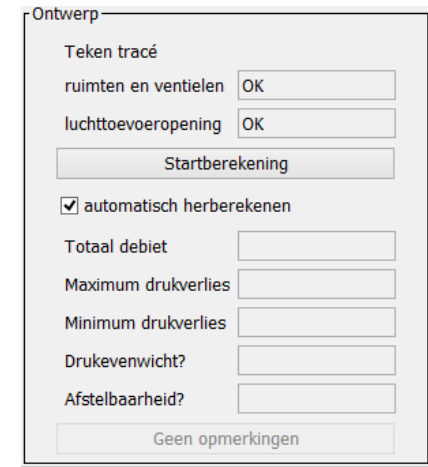 Ontwerp
Teken tracé
ruimten en ventielen OK
luchttoevoeropening OK
Startberekening
automatisch herberekenen
Totaal debiet
Maximum drukverlies
Minimum drukverlies
Drukevenwicht?
Afstelbaarheid?
Geen opmerkingen